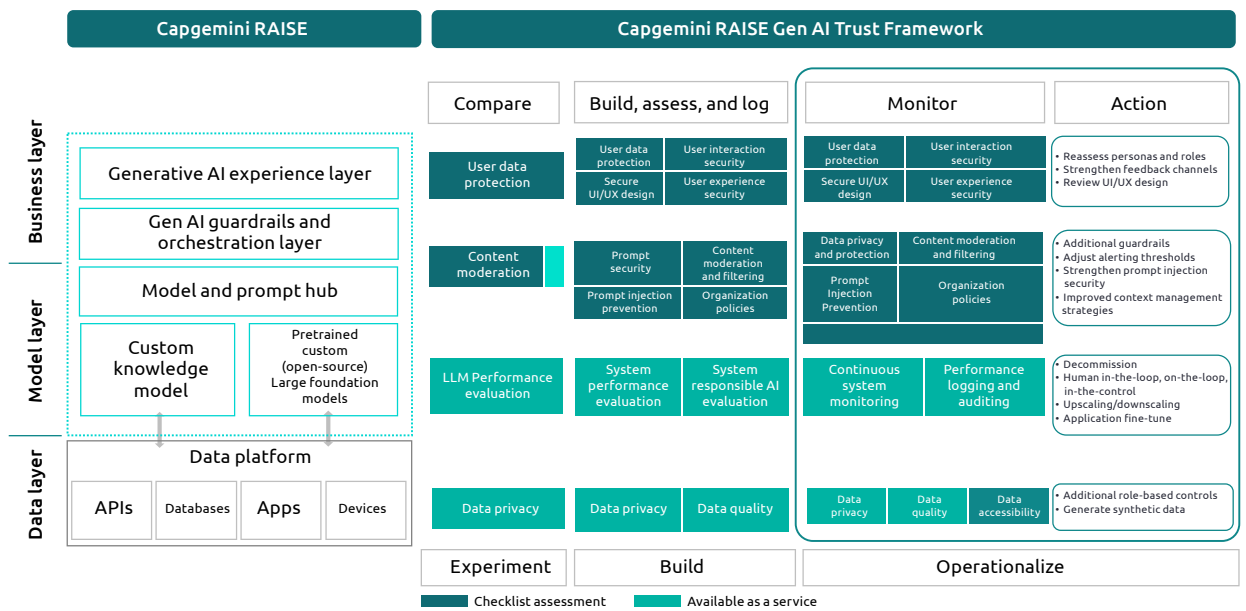 Capgemini RAISE
Capgemini RAISE Gen AI Trust Framework
Business layer
Model layer
Data layer
Generative AI experience layer
Gen AI guardrails and
orchestration layer
Model and prompt hub
Custom
knowledge
model
Pretrained
custom
(open-source)
Large foundation
models
Data platform
APIs
Databases
Apps
Devices
Compare
Build, assess, and log
Monitor
Action
User data
protection
User data
protection
User interaction
security
Secure
UI/UX design
User experience
security
User data
protection
User interaction
security
Secure UI/UX
design
User experience
security
• Reassess personas and roles
• Strengthen feedback channels
• Review UI/UX design
Content
moderation
Prompt
security
Content
moderation
and filtering
Prompt injection
prevention
Organization
policies
Data privacy
and protection
Content moderation
and filtering
Prompt
Injection
Prevention
Organization
policies
• Additional guardrails
• Adjust alerting thresholds
• Strengthen prompt injection
security
• Improved context management
strategies
LLM Performance
evaluation
System
performance
evaluation
System
responsible AI
evaluation
Continuous
system
monitoring
Performance
logging and
auditing
• Decommission
• Human in-the-loop, on-the-loop,
in-the-control
• Upscaling/downscaling
• Application fine-tune
Data privacy
Data privacy
Data quality
Data
privacy
Data
quality
Data
accessibility
• Additional role-based controls
• Generate synthetic data
Experiment
Build
Operationalize
Checklist assessment
Available as a service